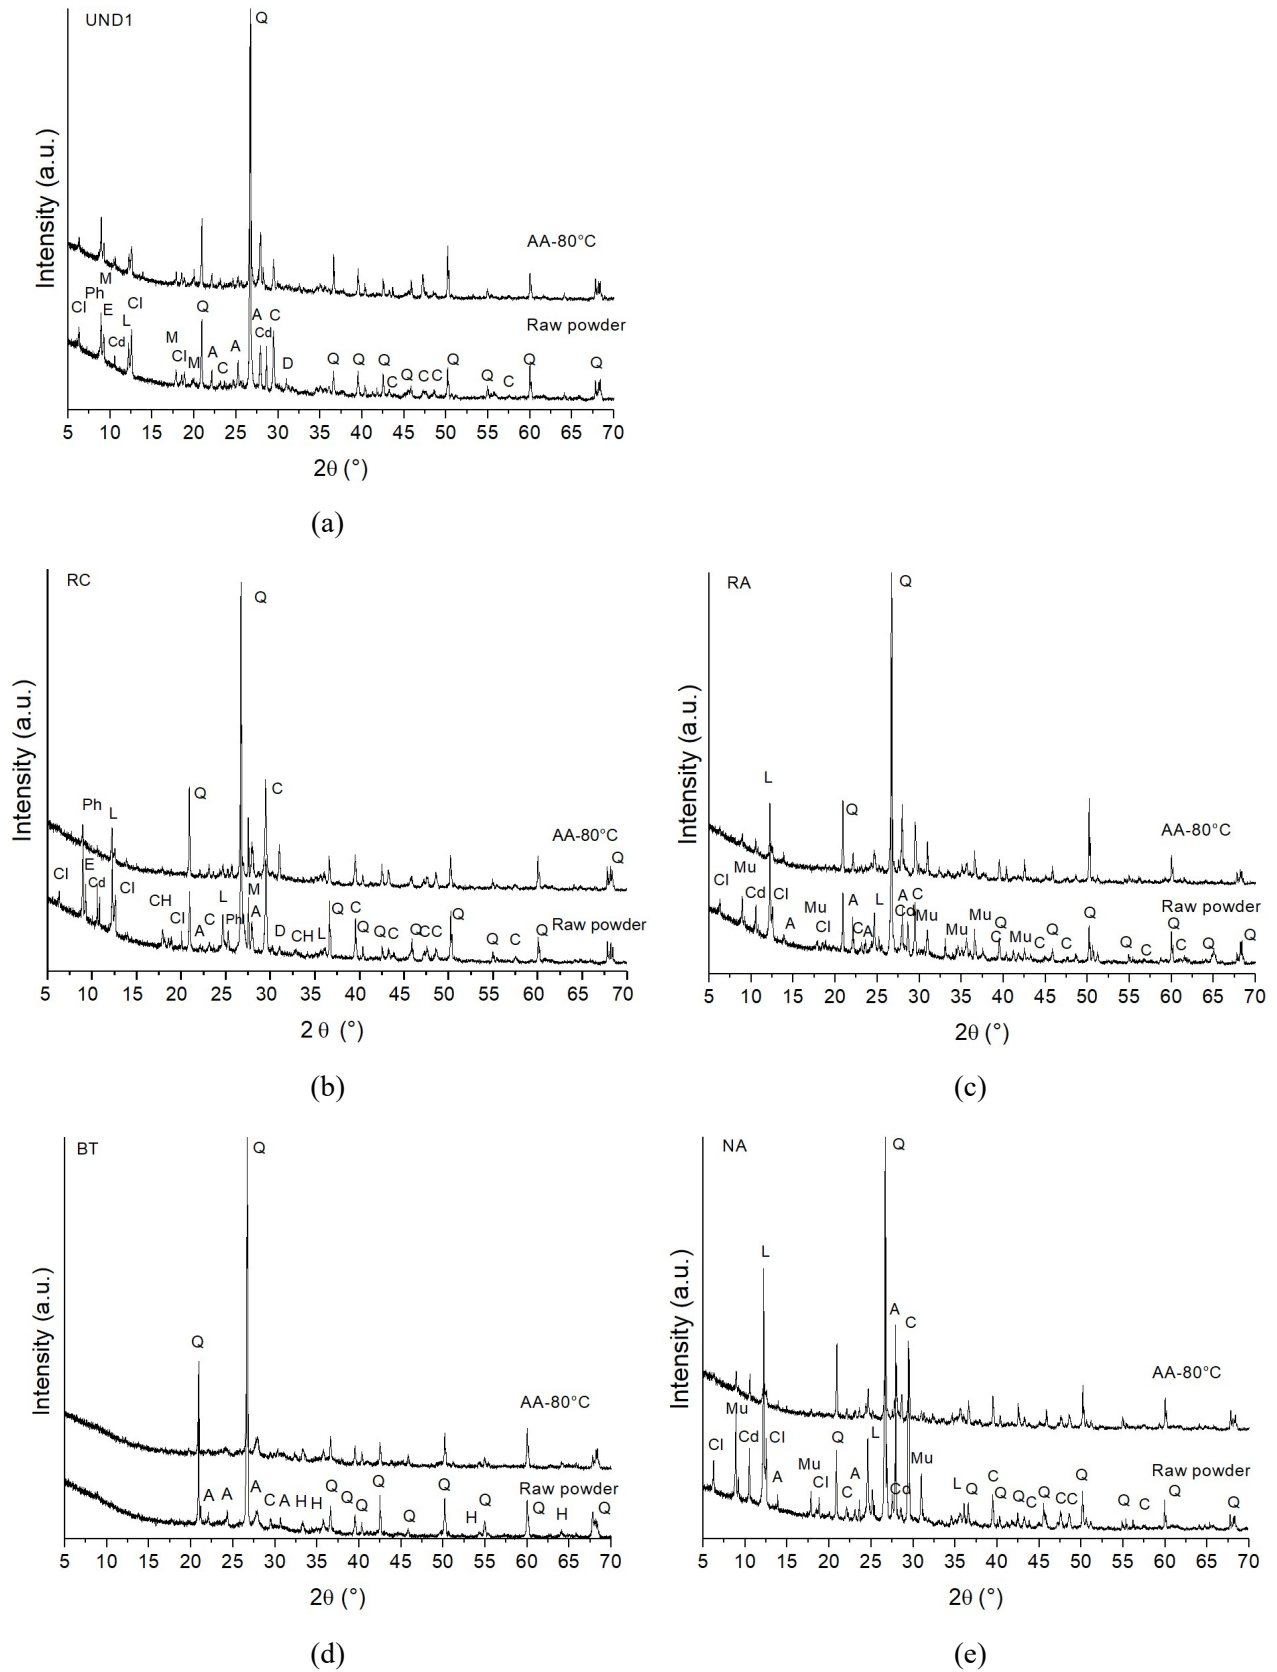 UND1
Q
Intensity (a.u.)
AA-80°C
M
Ph
Cl
E
Cl
L
Cd
Q
A C
Raw powder
M
Cd
Cl
A
A
M
C
D
Q
Q
Q
C
Q
C C
Q
Q
C
Q
Q
5 10 15 20 25 30 35 40 45 50 55 60 65 70
2θ (°)
(a)
RC
Q
Intensity (a.u.)
Q
C
Ph
L
AA-80°C
Q
E
Cl
Cd
Cl
CH
Cl
A
C
L
Ph
M
A
D
CH
L
Q
C
Q
Q
C
Q
C C
Q
Raw powder
Q
C
Q
5 10 15 20 25 30 35 40 45 50 55 60 65 70
2 θ (°)
(b)
RA
Q
Intensity (a.u.)
L
Q
AA-80°C
Mu
Cl
Cd
Cl
A
Mu
Cl
A
C
A
L
A
C
Cd
Mu
Mu
Mu
C
Q
Mu
C
Q
C
Q
Raw powder
Q
C
Q
C
Q
Q
5 10 15 20 25 30 35 40 45 50 55 60 65 70
2θ (°)
(c)
BT
Q
Intensity (a.u.)
Q
AA-80°C
Raw powder
A
A
A
C
A
H
H
Q
Q
Q
Q
Q
Q
H
Q
Q
H
Q
5 10 15 20 25 30 35 40 45 50 55 60 65 70
2θ (°)
(d)
NA
Q
Intensity (a.u.)
L
A
C
AA-80°C
Mu
Cl
Cd
Cl
A
Mu
Cl
Q
C
A
L
Cd
Mu
L
Q
C
Q
Q
C
Q
C C
Q
Raw powder
Q
C
Q
Q
5 10 15 20 25 30 35 40 45 50 55 60 65 70
2θ (°)
(e)